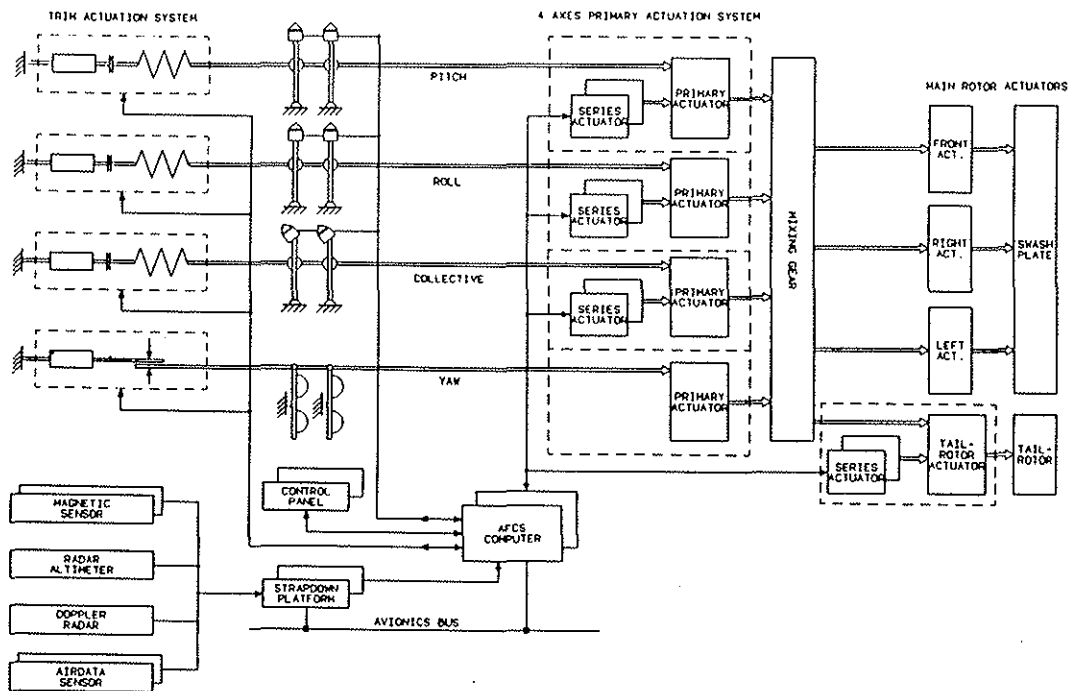 TRIM ACTUATION SYSTEM
4 AXES PRIMARY ACTUATION SYSTEM
PITCH
SERIES
ACTUATOR
PRIMARY
ACTUATOR
MAIN ROTOR ACTUATORS
FRONT
ACT.
ROLL
SERIES
ACTUATOR
PRIMARY
ACTUATOR
MIXING GEAR
RIGHT
ACT.
SWASH
PLATE
COLLECTIVE
SERIES
ACTUATOR
PRIMARY
ACTUATOR
LEFT
ACT.
YAW
PRIMARY
ACTUATOR
SERIES
ACTUATOR
TAIL-
ROTOR
ACTUATOR
TAIL-
ROTOR
MAGNETIC
SENSOR
CONTROL
PANEL
AFCS
COMPUTER
RADAR
ALTIMETER
STRAPDOWN
PLATFORM
DOPPLER
RADAR
AVIONICS BUS
AIRDATA
SENSOR